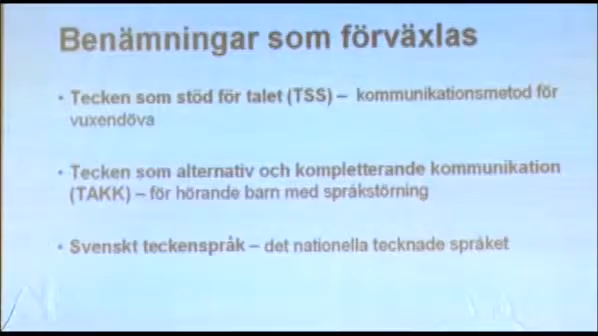 Benämningar som förväxlas
• Tecken som stöd för talet (TSS) – kommunikationsmetod för
vuxendöva
• Tecken som alternativ och kompletterande kommunikation
(TAKK) – för hörande barn med språkstörning
• Svenskt teckenspråk – det nationella tecknade språket